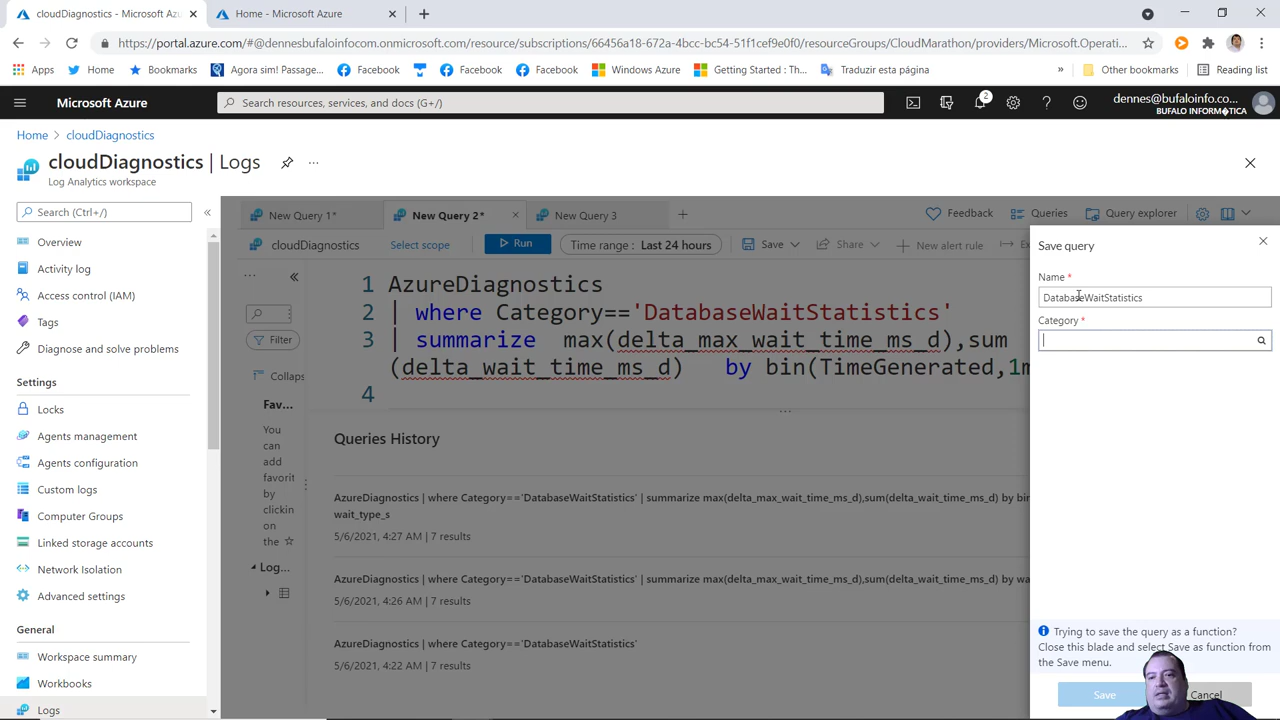 cloudDiagnostics - Microsoft Az
Home - Microsoft Azure
https://portal.azure.com/#@dennesbufaloinfocom.onmicrosoft.com/resource/subscriptions/66456a18-672a-4bcc-bc54-51f1cef9e0f0/resourceGroups/CloudMarathon/providers/Microsoft.Operati...
Apps
Home
Bookmarks
Agora sim! Passage...
Facebook
Facebook
Facebook
Windows Azure
Getting Started : Th...
Traduzir esta página
»
Other bookmarks
Reading list
Microsoft Azure
Search resources, services, and docs (G+/)
2
dennes@bufaloinfo.co...
BUFALO INFORM�TICA
Home > cloudDiagnostics
cloudDiagnostics | Logs
Log Analytics workspace
Search (Ctrl+/)
Overview
Activity log
Access control (IAM)
Tags
Diagnose and solve problems
Settings
Locks
Agents management
Agents configuration
Custom logs
Computer Groups
Linked storage accounts
Network Isolation
Advanced settings
General
Workspace summary
Workbooks
Logs
New Query 1*
New Query 2*
New Query 3
Feedback
Queries
Query explorer
cloudDiagnostics
Select scope
Run
Time range : Last 24 hours
Save
Share
New alert rule
Ex
Filter
Collaps
Fav...
You
can
add
favorit
by
clickin
on
the
Log...
1 AzureDiagnostics
2 | where Category=='DatabaseWaitStatistics'
3 | summarize max(delta_max_wait_time_ms_d),sum
(delta_wait_time_ms_d) by bin(TimeGenerated,1m
4
Queries History
AzureDiagnostics | where Category=='DatabaseWaitStatistics' | summarize max(delta_max_wait_time_ms_d),sum(delta_wait_time_ms_d) by bin
wait_type_s
5/6/2021, 4:27 AM | 7 results
AzureDiagnostics | where Category=='DatabaseWaitStatistics' | summarize max(delta_max_wait_time_ms_d),sum(delta_wait_time_ms_d) by wa
5/6/2021, 4:26 AM | 7 results
AzureDiagnostics | where Category=='DatabaseWaitStatistics'
5/6/2021, 4:22 AM | 7 results
Save query
Name *
DatabaseWaitStatistics
Category *
Trying to save the query as a function?
Close this blade and select Save as function from
the Save menu.
Save
Cancel